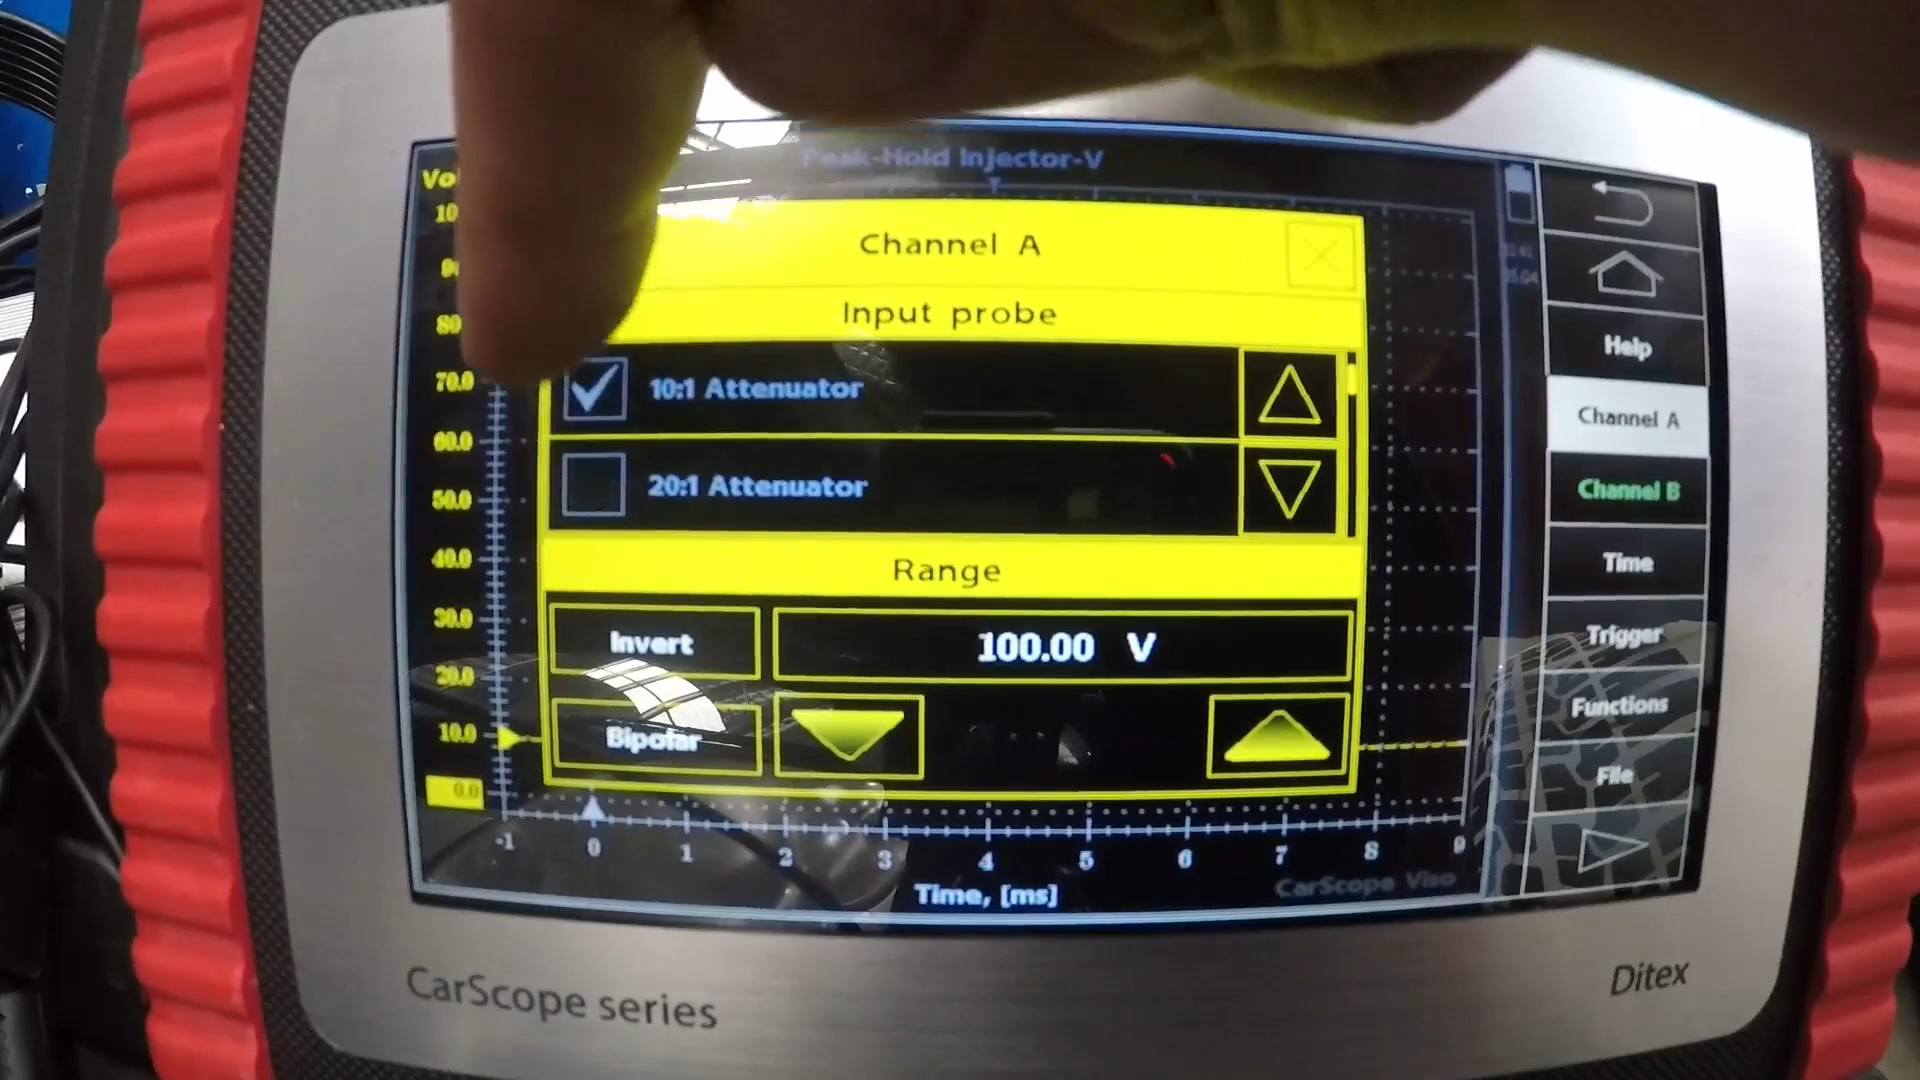 Peak-Hold Injector-V
Channel A
Input probe
10:1 Attenuator
20:1 Attenuator
Range
Invert
100.00 V
Bipolar
80
70.0
60.0
50.0
40.0
30.0
20.0
10.0
0.0
-1 0 1 2 3 4 5 6 7 8 9
Time, [ms]
CarScope Viso
Help
Channel A
Channel B
Time
Trigger
Functions
File
CarScope series
Ditex